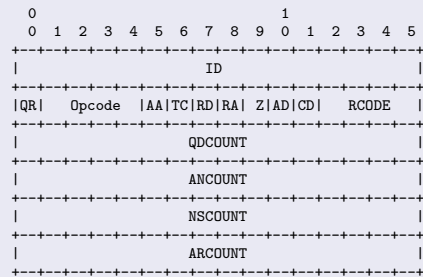 0                             1
0  1  2  3  4  5  6  7  8  9  0  1  2  3  4  5
+--+--+--+--+--+--+--+--+--+--+--+--+--+--+--+--+
|                      ID                       |
+--+--+--+--+--+--+--+--+--+--+--+--+--+--+--+--+
|QR|   Opcode  |AA|TC|RD|RA| Z|AD|CD|   RCODE   |
+--+--+--+--+--+--+--+--+--+--+--+--+--+--+--+--+
|                    QDCOUNT                    |
+--+--+--+--+--+--+--+--+--+--+--+--+--+--+--+--+
|                    ANCOUNT                    |
+--+--+--+--+--+--+--+--+--+--+--+--+--+--+--+--+
|                    NSCOUNT                    |
+--+--+--+--+--+--+--+--+--+--+--+--+--+--+--+--+
|                    ARCOUNT                    |
+--+--+--+--+--+--+--+--+--+--+--+--+--+--+--+--+